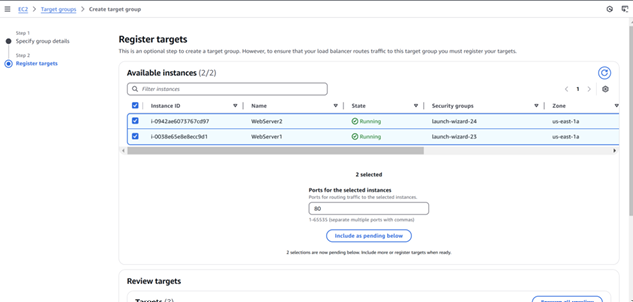 EC2 > Target groups > Create target group
Step 1
Specify group details
Step 2
Register targets
Register targets
This is an optional step to create a target group. However, to ensure that your load balancer routes traffic to this target group you must register your targets.
Available instances (2/2)
Filter instances
1
Instance ID Name State Security groups Zone
i-0942ae6073767cd97 WebServer2 Running launch-wizard-24 us-east-1a
i-0038e65e8e8ecc9d1 WebServer1 Running launch-wizard-23 us-east-1a
2 selected
Ports for the selected instances
Ports for routing traffic to the selected instances.
80
1-65535 (separate multiple ports with commas)
Include as pending below
2 selections are now pending below. Include more or register targets when ready.
Review targets